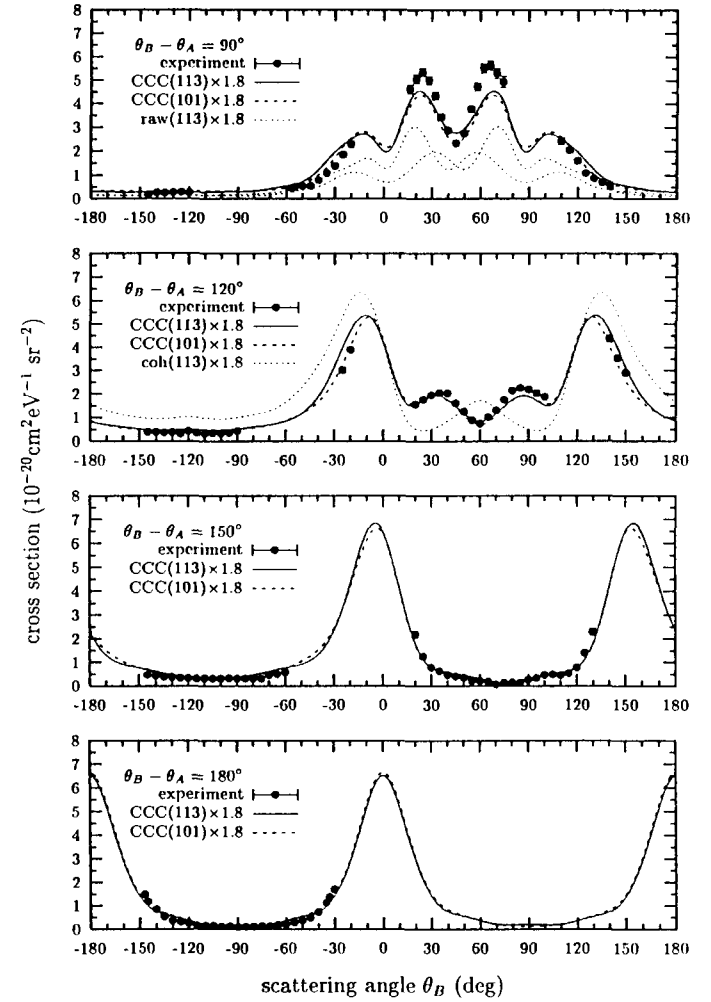 8
7
6
5
4
3
2
1
0
θB − θA = 90°
experiment
CCC(113)×1.8
CCC(101)×1.8
raw(113)×1.8
-180 -150 -120 -90 -60 -30 0 30 60 90 120 150 180
8
7
6
5
4
3
2
1
0
θB − θA = 120°
experiment
CCC(113)×1.8
CCC(101)×1.8
coh(113)×1.8
-180 -150 -120 -90 -60 -30 0 30 60 90 120 150 180
cross section (10⁻²⁰cm²eV⁻¹ sr⁻²)
8
7
6
5
4
3
2
1
0
θB − θA = 150°
experiment
CCC(113)×1.8
CCC(101)×1.8
-180 -150 -120 -90 -60 -30 0 30 60 90 120 150 180
8
7
6
5
4
3
2
1
0
θB − θA = 180°
experiment
CCC(113)×1.8
CCC(101)×1.8
-180 -150 -120 -90 -60 -30 0 30 60 90 120 150 180
scattering angle θB (deg)